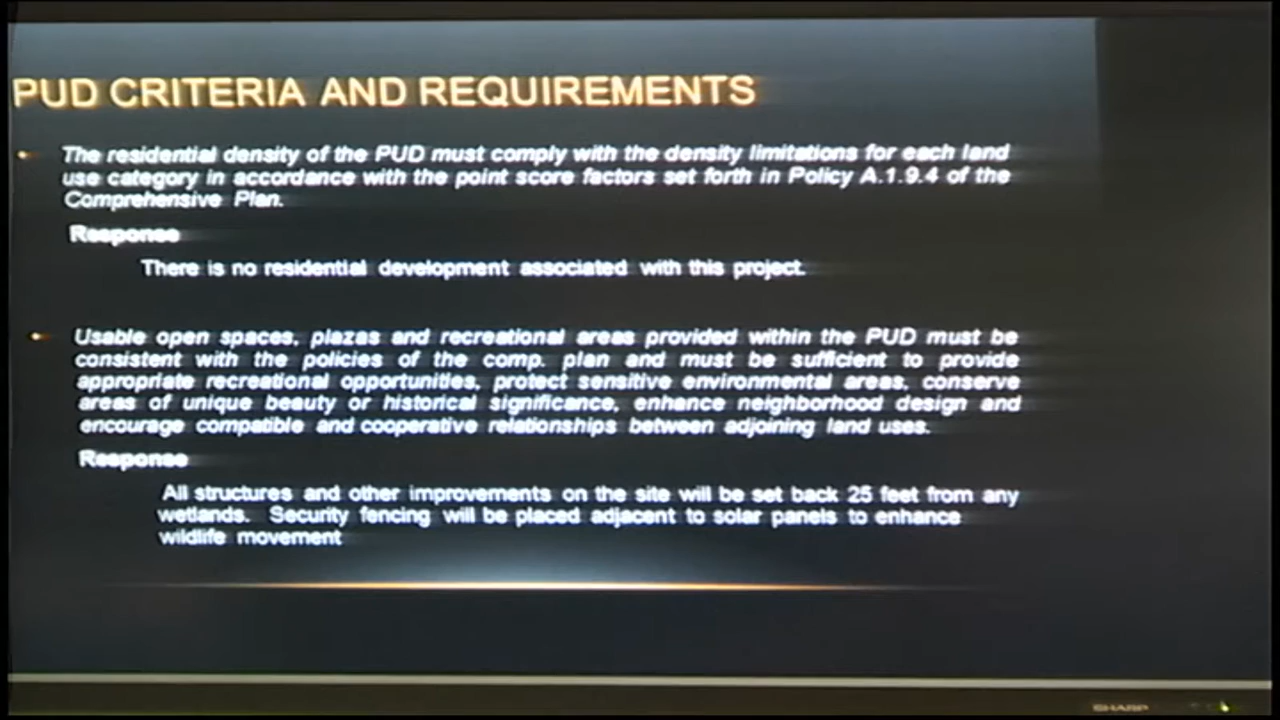 PUD CRITERIA AND REQUIREMENTS
The residential density of the PUD must comply with the density limitations for each land
use category in accordance with the point score factors set forth in Policy A.1.9.4 of the
Comprehensive Plan.
Response
There is no residential development associated with this project.
Usable open spaces, plazas and recreational areas provided within the PUD must be
consistent with the policies of the comp. plan and must be sufficient to provide
appropriate recreational opportunities, protect sensitive environmental areas, conserve
areas of unique beauty or historical significance, enhance neighborhood design and
encourage compatible and cooperative relationships between adjoining land uses.
Response
All structures and other improvements on the site will be set back 25 feet from any
wetlands. Security fencing will be placed adjacent to solar panels to enhance
wildlife movement
SHARP